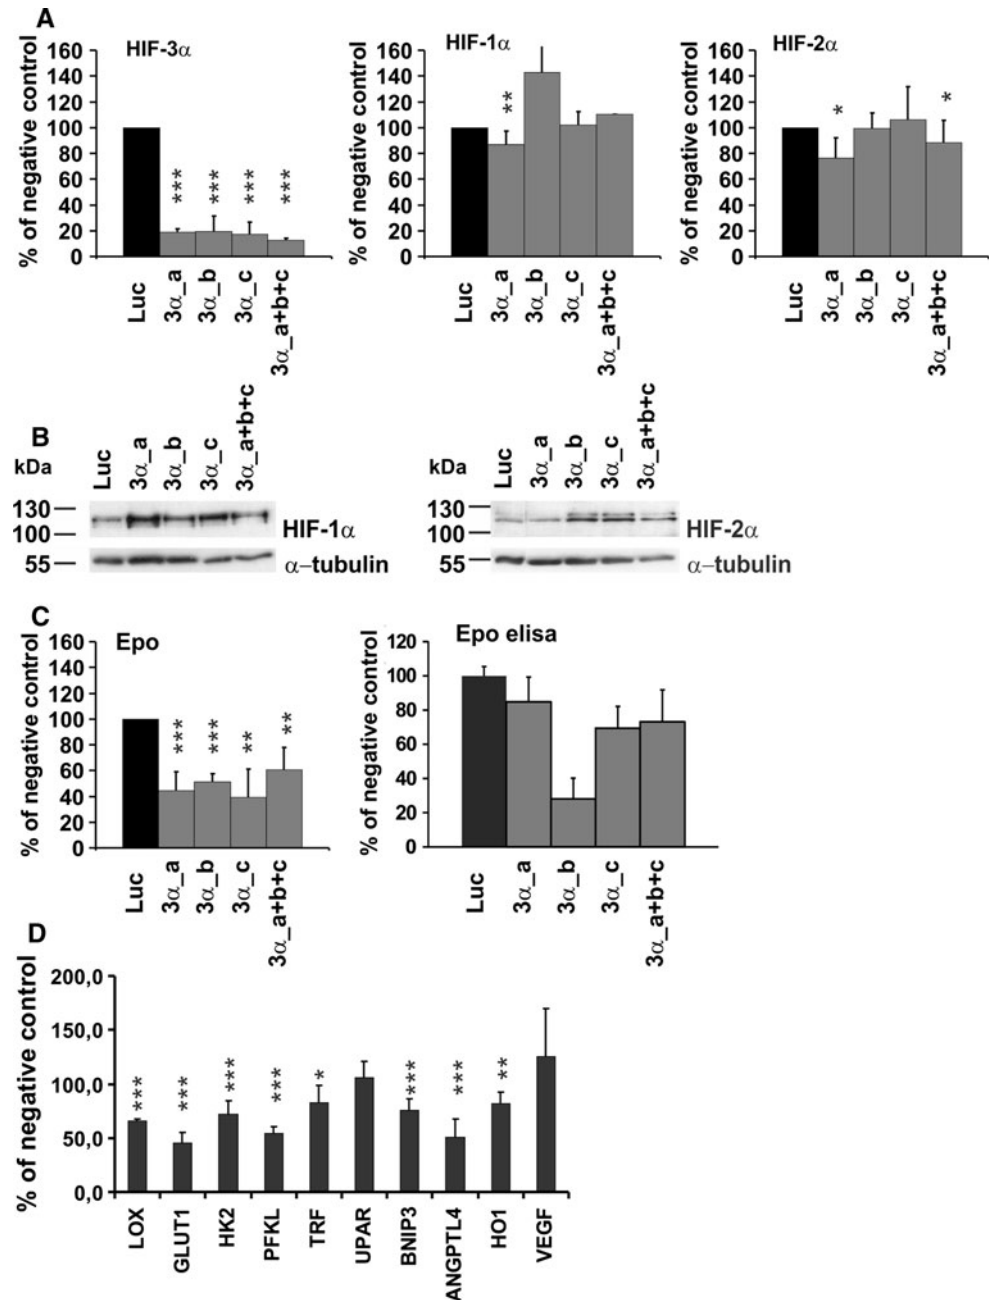 A
HIF-3α
% of negative control
160
140
120
100
80
60
40
20
0
***
***
***
***
Luc
3α_a
3α_b
3α_c
3α_a+b+c
HIF-1α
% of negative control
160
140
120
100
80
60
40
20
0
**
Luc
3α_a
3α_b
3α_c
3α_a+b+c
HIF-2α
% of negative control
160
140
120
100
80
60
40
20
0
*
*
Luc
3α_a
3α_b
3α_c
3α_a+b+c
B
kDa
Luc
3α_a
3α_b
3α_c
3α_a+b+c
130
100
HIF-1α
55
α–tubulin
kDa
Luc
3α_a
3α_b
3α_c
3α_a+b+c
130
100
HIF-2α
55
α–tubulin
C
Epo
% of negative control
160
140
120
100
80
60
40
20
0
***
***
**
**
Luc
3α_a
3α_b
3α_c
3α_a+b+c
Epo elisa
% of negative control
120
100
80
60
40
20
0
Luc
3α_a
3α_b
3α_c
3α_a+b+c
D
% of negative control
200,0
150,0
100,0
50,0
0,0
***
***
***
***
*
***
***
**
LOX
GLUT1
HK2
PFKL
TRF
UPAR
BNIP3
ANGPTL4
HO1
VEGF